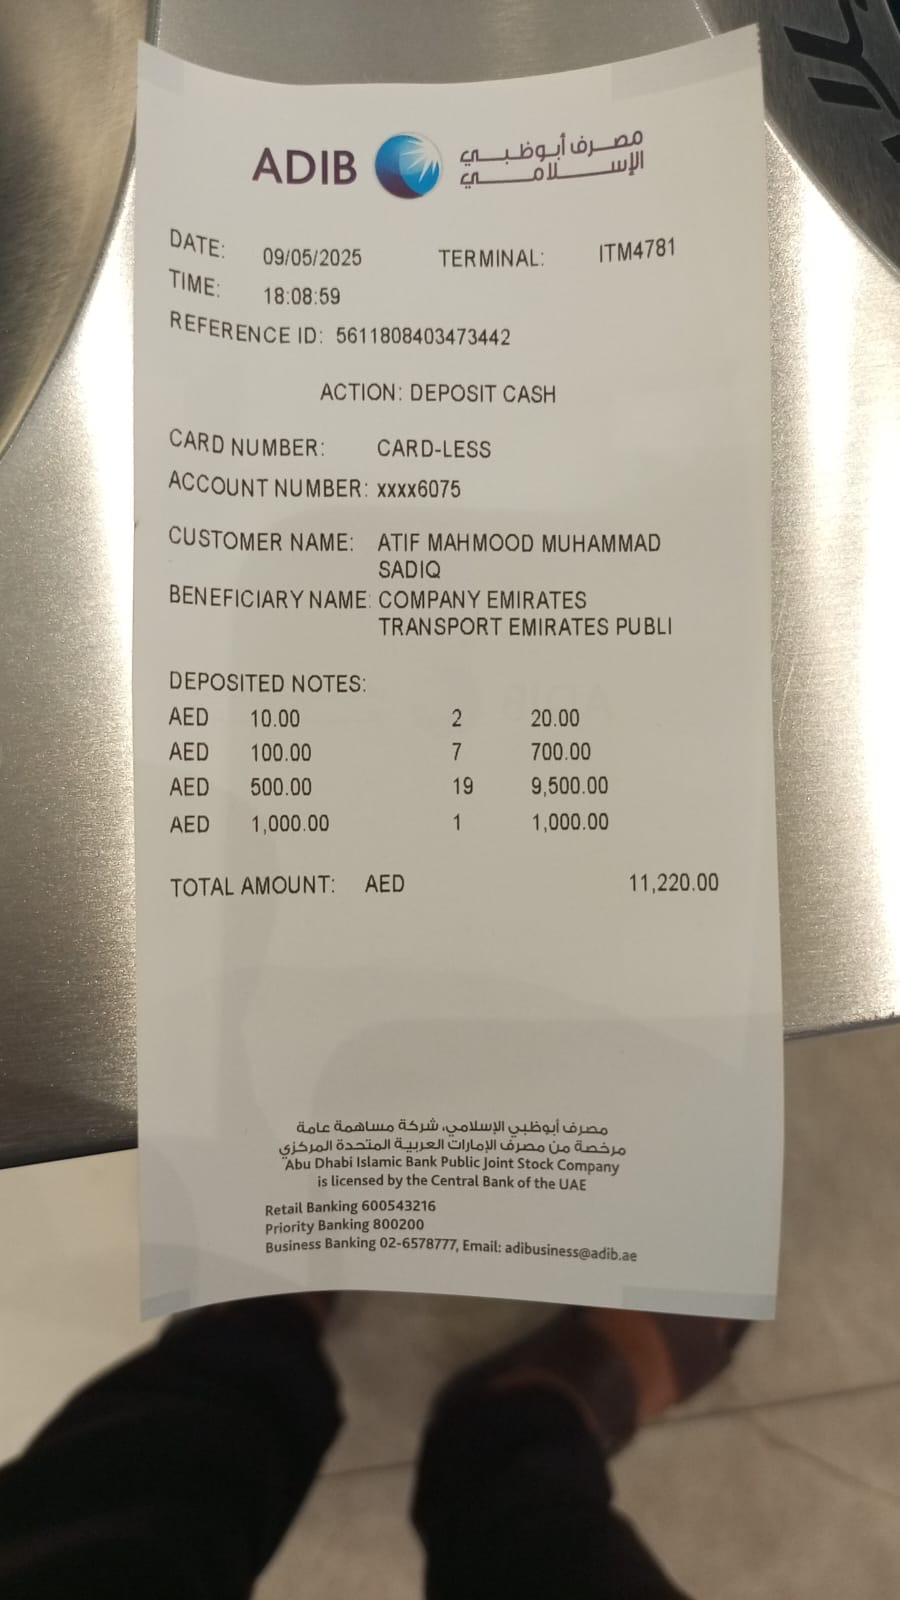 ADIB
مصرف أبوظبي
الإسلامي
DATE: 09/05/2025 TERMINAL: ITM4781
TIME: 18:08:59
REFERENCE ID: 5611808403473442
ACTION: DEPOSIT CASH
CARD NUMBER: CARD-LESS
ACCOUNT NUMBER: xxxx6075
CUSTOMER NAME: ATIF MAHMOOD MUHAMMAD
SADIQ
BENEFICIARY NAME: COMPANY EMIRATES
TRANSPORT EMIRATES PUBLI
DEPOSITED NOTES:
AED 10.00 2 20.00
AED 100.00 7 700.00
AED 500.00 19 9,500.00
AED 1,000.00 1 1,000.00
TOTAL AMOUNT: AED 11,220.00
مصرف أبوظبي الإسلامي، شركة مساهمة عامة
مرخصة من مصرف الإمارات العربية المتحدة المركزي
Abu Dhabi Islamic Bank Public Joint Stock Company
is licensed by the Central Bank of the UAE
Retail Banking 600543216
Priority Banking 800200
Business Banking 02-6578777, Email: adibusiness@adib.ae